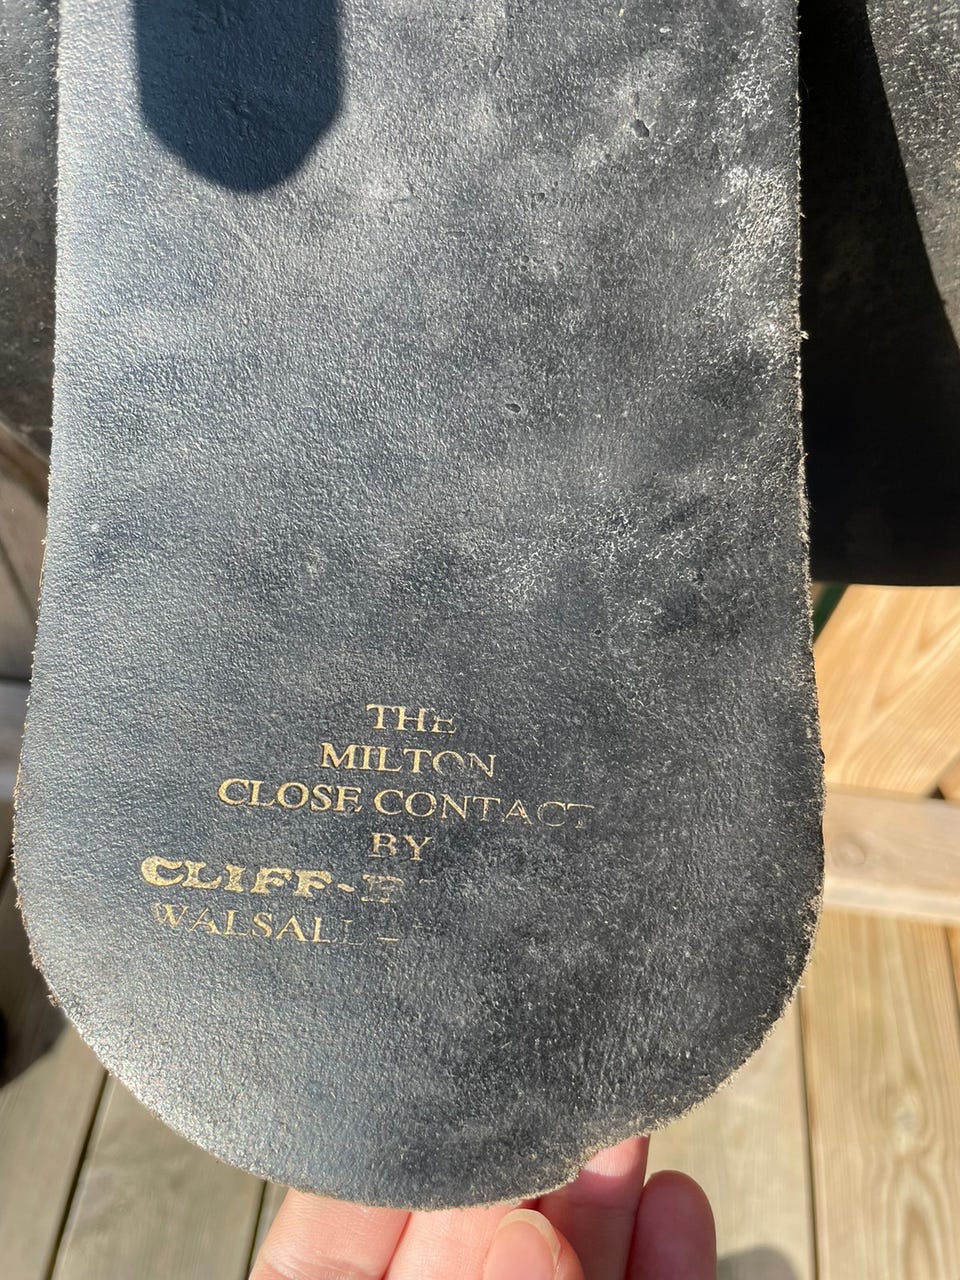 THE
MILTON
CLOSE CONTACT
BY
CLIFF-
WALSALL